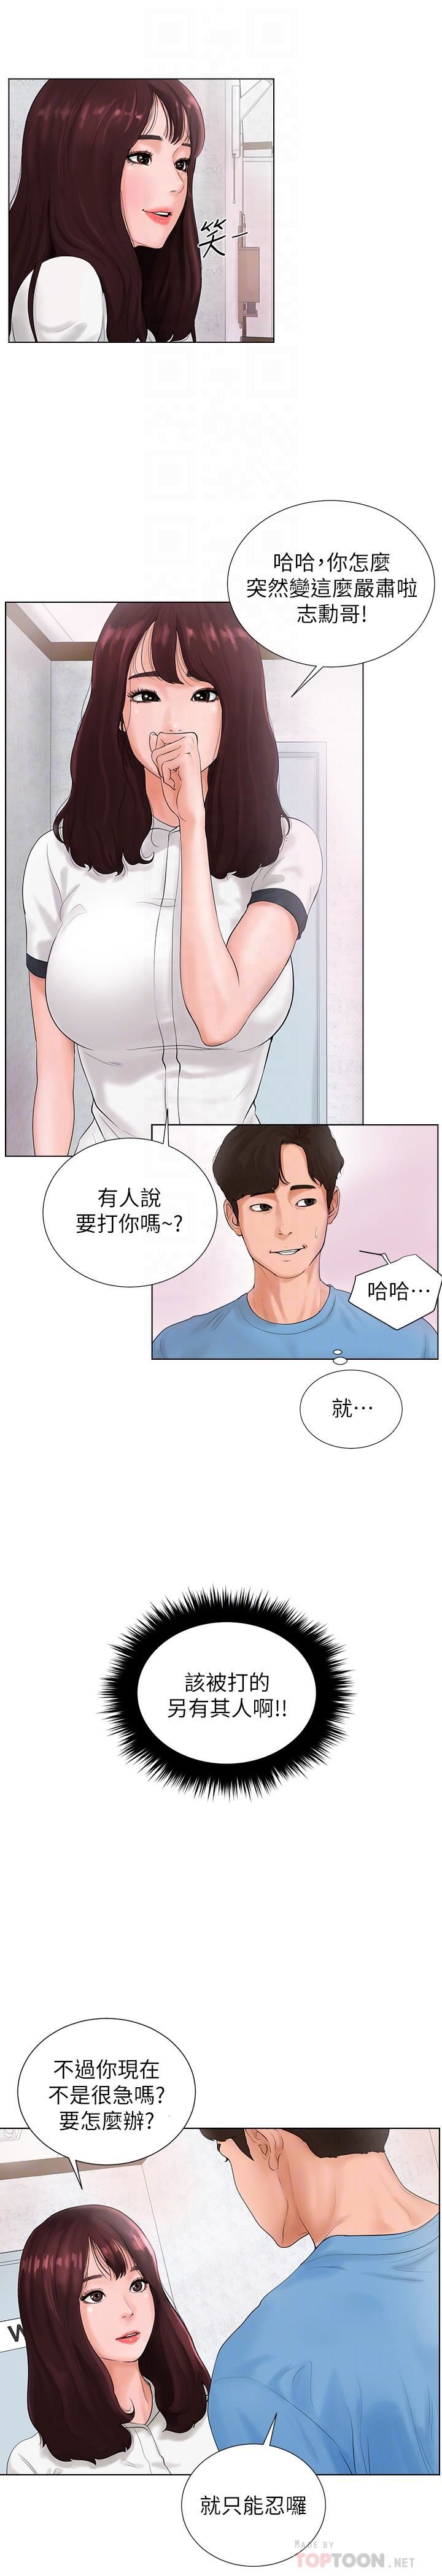 笑
哈哈,你怎麼
突然變這麼嚴肅啦
志勳哥!
有人說
要打你嗎~?
哈哈⋯
就⋯
該被打的
另有其人啊!!
不過你現在
不是很急嗎?
要怎麼辦?
W
就只能忍囉
MADE BY
TOPTOON.NET